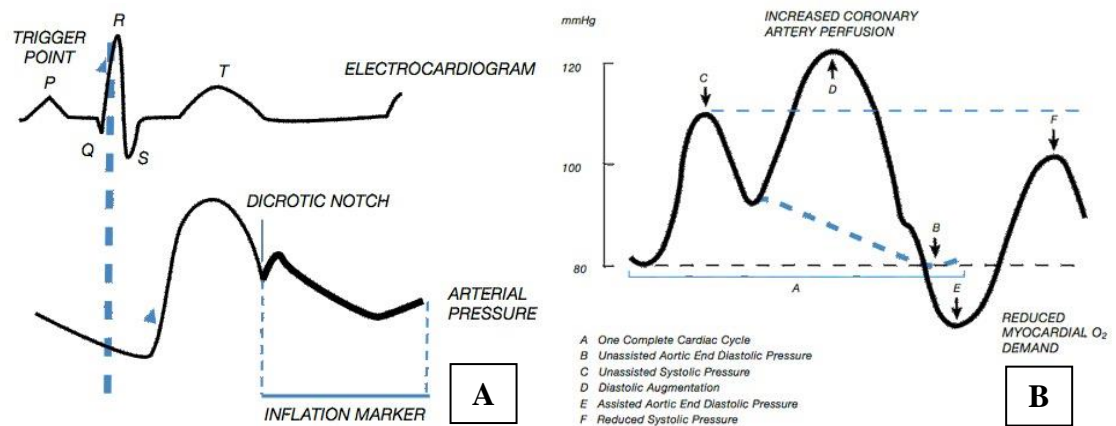 R
TRIGGER
POINT
P
T
ELECTROCARDIOGRAM
Q
S
DICROTIC NOTCH
ARTERIAL
PRESSURE
INFLATION MARKER
A
mmHg
INCREASED CORONARY
ARTERY PERFUSION
120
C
D
F
100
B
80
A
E
REDUCED
MYOCARDIAL O₂
DEMAND
A One Complete Cardiac Cycle
B Unassisted Aortic End Diastolic Pressure
C Unassisted Systolic Pressure
D Diastolic Augmentation
E Assisted Aortic End Diastolic Pressure
F Reduced Systolic Pressure
B